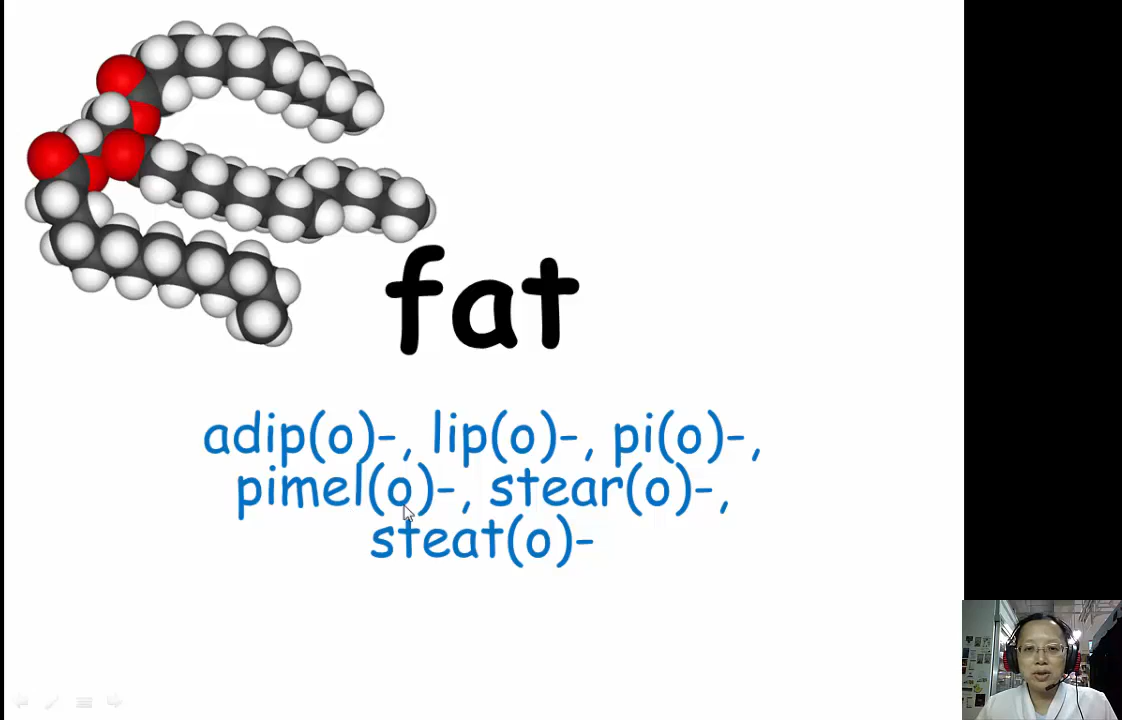 fat
adip(o)-, lip(o)-, pi(o)-,
pimel(o)-, stear(o)-,
steat(o)-